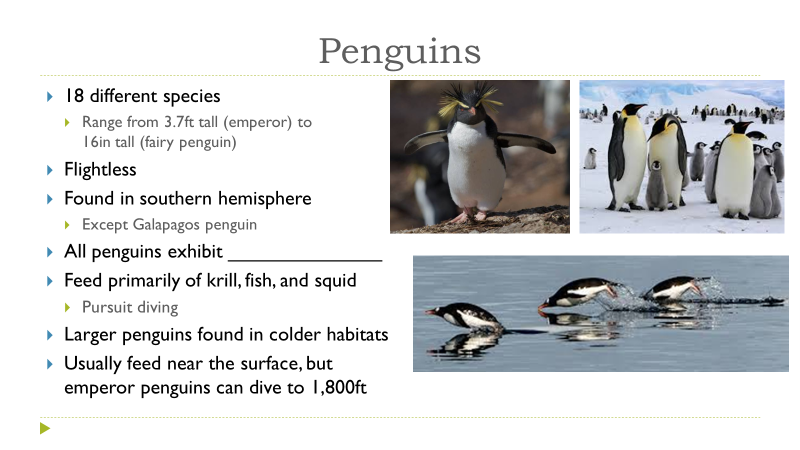 Penguins
18 different species
Range from 3.7ft tall (emperor) to
16in tall (fairy penguin)
Flightless
Found in southern hemisphere
Except Galapagos penguin
All penguins exhibit _______________
Feed primarily of krill, fish, and squid
Pursuit diving
Larger penguins found in colder habitats
Usually feed near the surface, but
emperor penguins can dive to 1,800ft